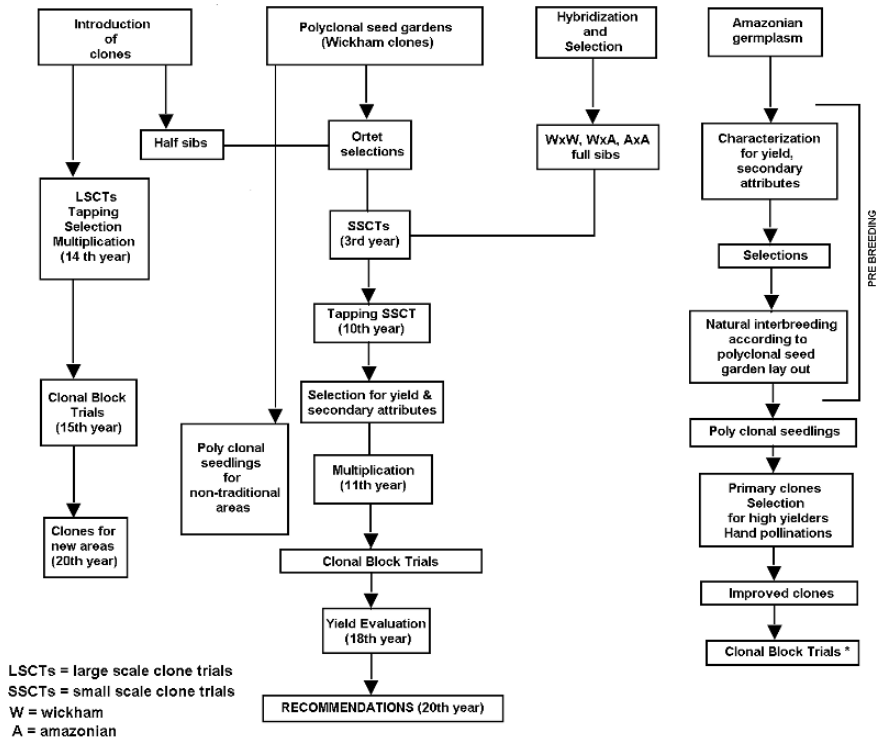 Introduction
of
clones
Polyclonal seed gardens
(Wickham clones)
Hybridization
and
Selection
Amazonian
germplasm
Half sibs
Ortet
selections
WxW, WxA, AxA
full sibs
Characterization
for yield,
secondary
attributes
LSCTs
Tapping
Selection
Multiplication
(14 th year)
SSCTs
(3rd year)
Selections
PRE BREEDING
Tapping SSCT
(10th year)
Natural interbreeding
according to
polyclonal seed
garden lay out
Clonal Block
Trials
(15th year)
Selection for yield &
secondary attributes
Poly clonal
seedlings
for
non-traditional
areas
Poly clonal seedlings
Multiplication
(11th year)
Primary clones
Selection
for high yielders
Hand pollinations
Clones for
new areas
(20th year)
Clonal Block Trials
Improved clones
Yield Evaluation
(18th year)
Clonal Block Trials *
RECOMMENDATIONS (20th year)
LSCTs = large scale clone trials
SSCTs = small scale clone trials
W = wickham
A = amazonian